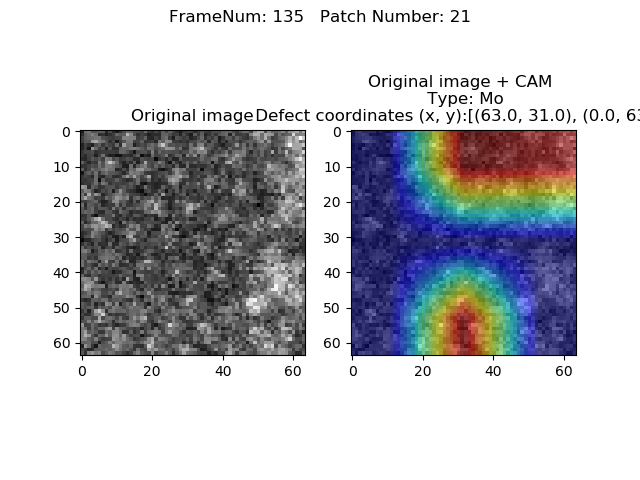 FrameNum: 135   Patch Number: 21
Original image
Original image + CAM
Type: Mo
Defect coordinates (x, y):[(63.0, 31.0), (0.0, 63
0
10
20
30
40
50
60
0 20 40 60
0
10
20
30
40
50
60
0 20 40 60